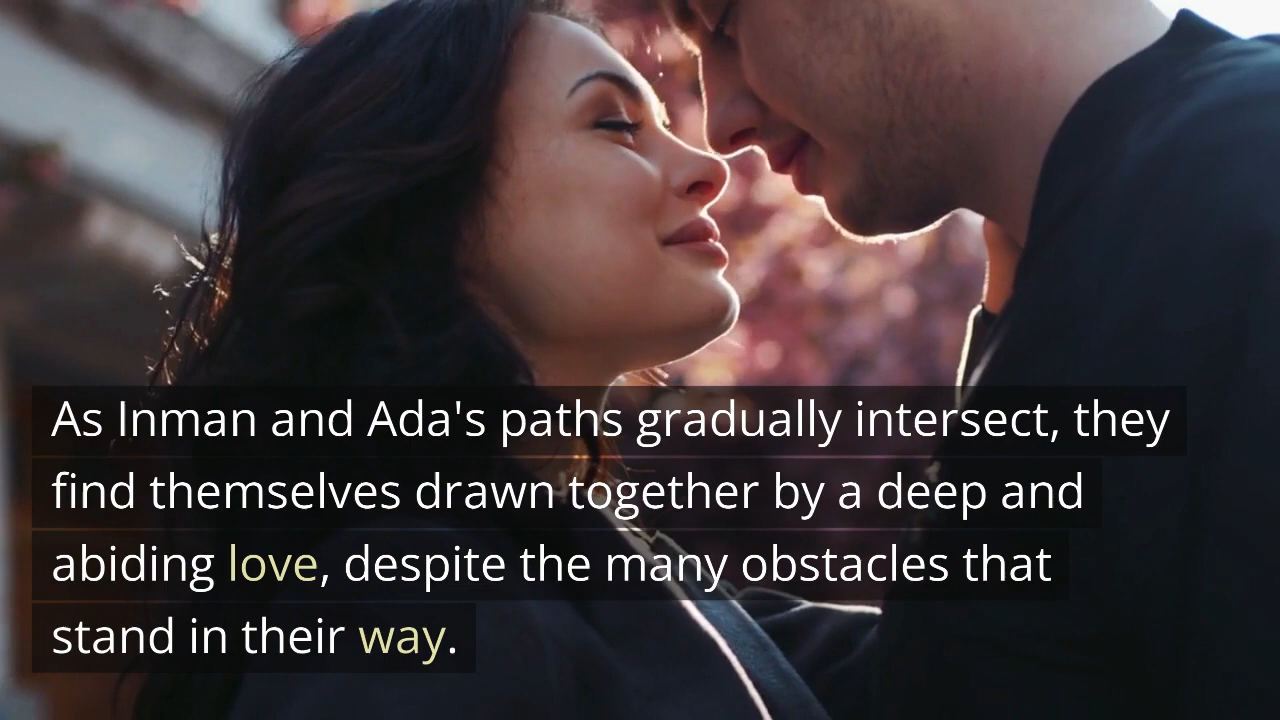 As Inman and Ada's paths gradually intersect, they
find themselves drawn together by a deep and
abiding love, despite the many obstacles that
stand in their way.